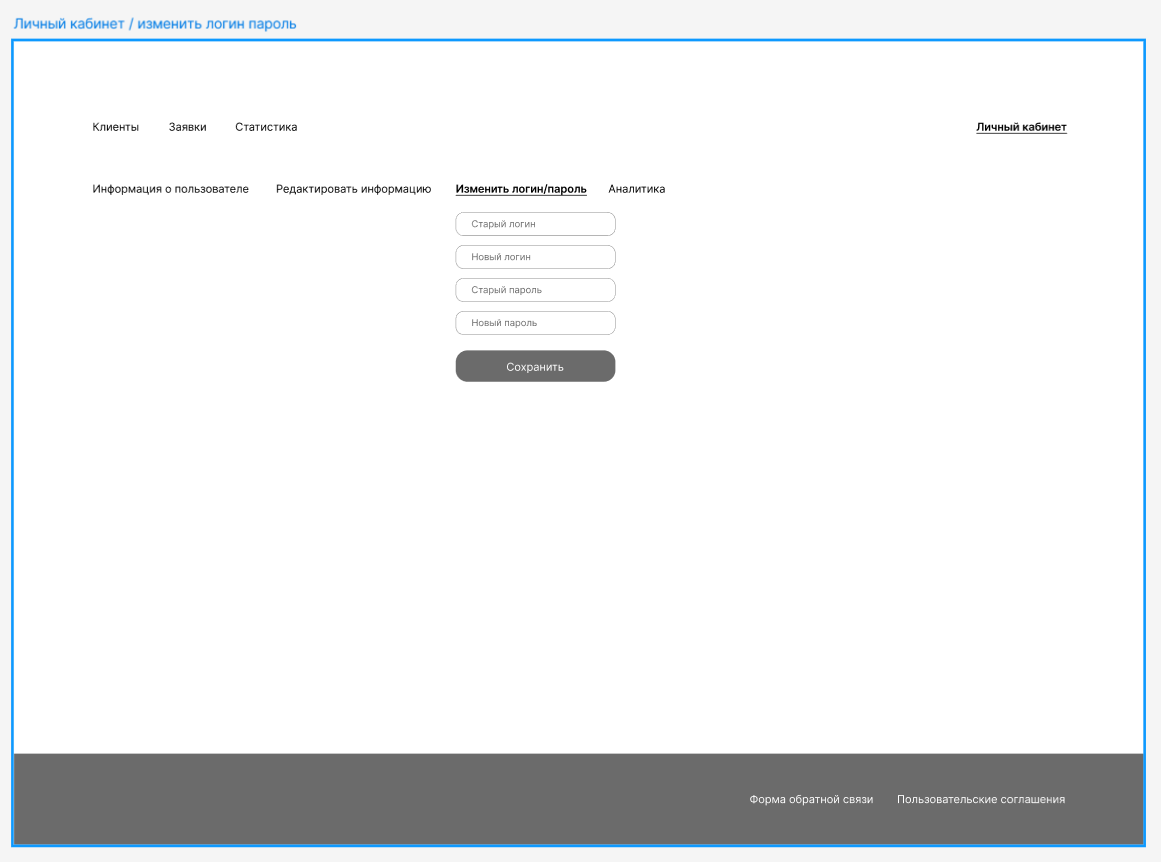 Личный кабинет / изменить логин пароль
Клиенты Заявки Статистика Личный кабинет
Информация о пользователе Редактировать информацию Изменить логин/пароль Аналитика
Старый логин
Новый логин
Старый пароль
Новый пароль
Сохранить
Форма обратной связи Пользовательские соглашения